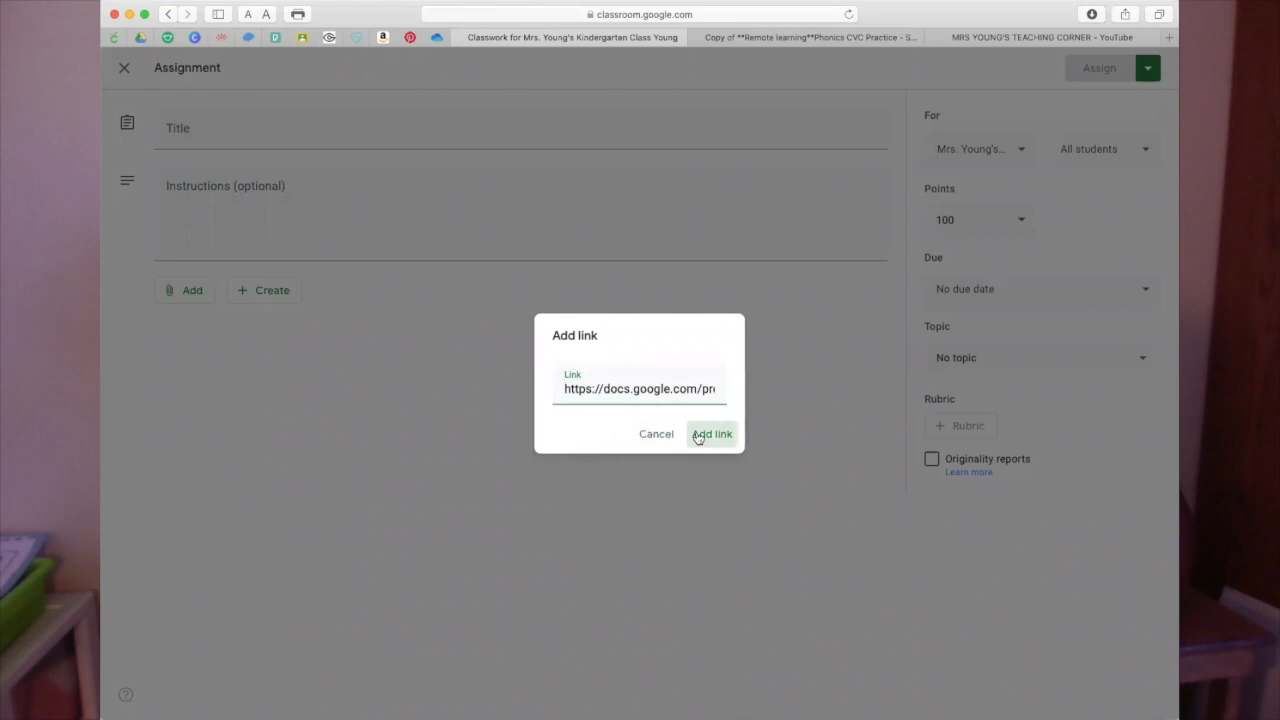 A A
classroom.google.com
Classwork for Mrs. Young's Kindergarten Class Young
Copy of **Remote learning**Phonics CVC Practice - S...
MRS YOUNG'S TEACHING CORNER - YouTube
Assignment
Assign
Title
Instructions (optional)
Add
Create
For
Mrs. Young's...
All students
Points
100
Due
No due date
Topic
No topic
Rubric
Rubric
Originality reports
Learn more
Add link
Link
https://docs.google.com/pr
Cancel
Add link